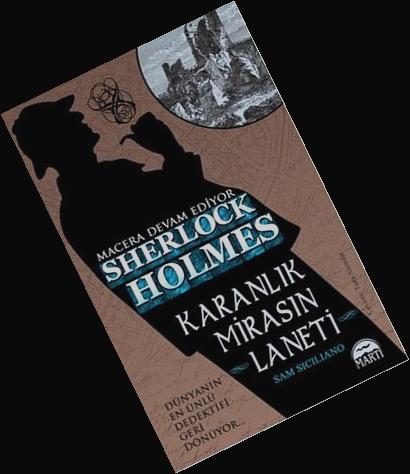 MACERA DEVAM EDİYOR
SHERLOCK
HOLMES
KARANLIK
MİRASIN
LANETİ
SAM SICILIANO
MARTI
DÜNYANIN
EN ÜNLÜ
DEDEKTİFİ
GERİ
DÖNÜYOR...